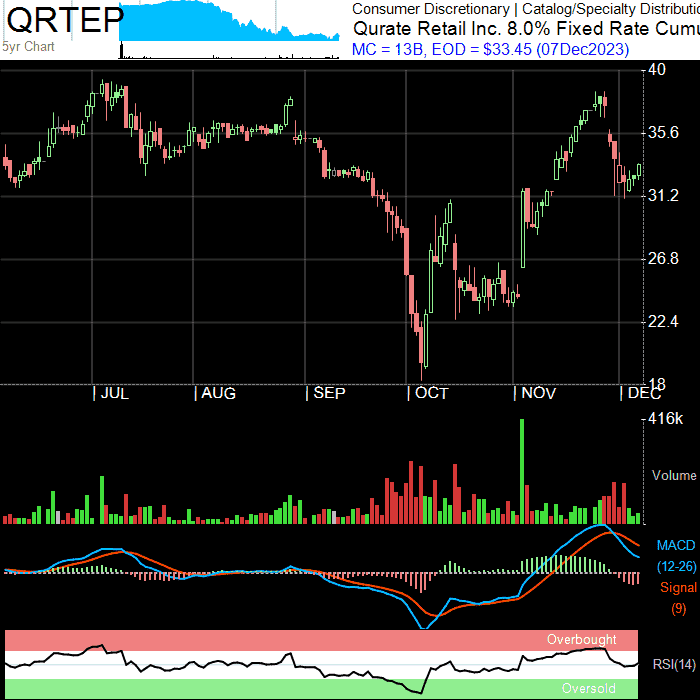 QRTEP
5yr Chart
Consumer Discretionary | Catalog/Specialty Distributio
Qurate Retail Inc. 8.0% Fixed Rate Cumu
MC = 13B, EOD = $33.45 (07Dec2023)
40
35.6
31.2
26.8
22.4
18
| JUL | AUG | SEP | OCT | NOV | DEC
416k
Volume
MACD
(12-26)
Signal
(9)
Overbought
RSI(14)
Oversold